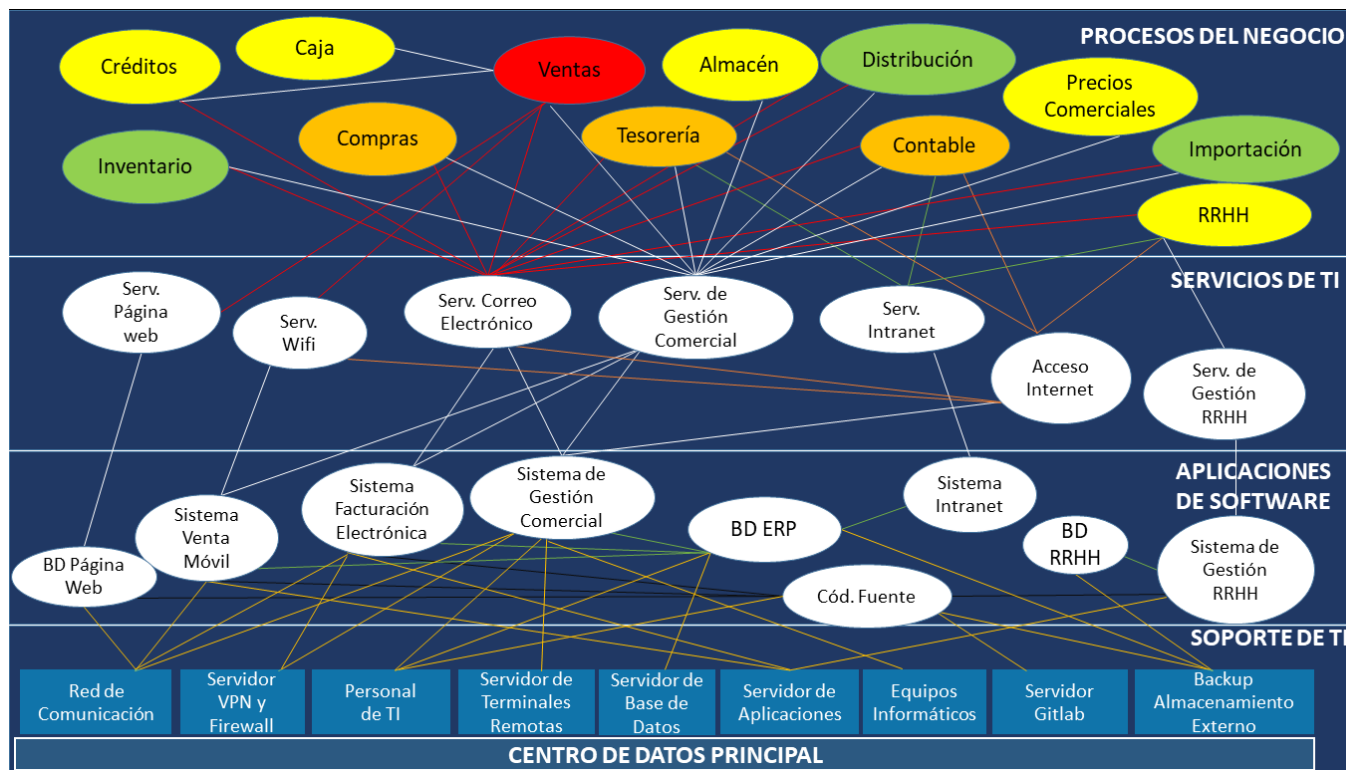 PROCESOS DEL NEGOCIO
Créditos
Caja
Ventas
Almacén
Distribución
Precios
Comerciales
Inventario
Compras
Tesorería
Contable
Importación
RRHH
SERVICIOS DE TI
Serv.
Página
web
Serv.
Wifi
Serv. Correo
Electrónico
Serv. de
Gestión
Comercial
Serv.
Intranet
Acceso
Internet
Serv. de
Gestión
RRHH
APLICACIONES
DE SOFTWARE
BD Página
Web
Sistema
Venta
Móvil
Sistema
Facturación
Electrónica
Sistema de
Gestión
Comercial
BD ERP
Cód. Fuente
Sistema
Intranet
BD
RRHH
Sistema de
Gestión
RRHH
SOPORTE DE TI
Red de
Comunicación
Servidor
VPN y
Firewall
Personal
de TI
Servidor de
Terminales
Remotas
Servidor de
Base de
Datos
Servidor de
Aplicaciones
Equipos
Informáticos
Servidor
Gitlab
Backup
Almacenamiento
Externo
CENTRO DE DATOS PRINCIPAL